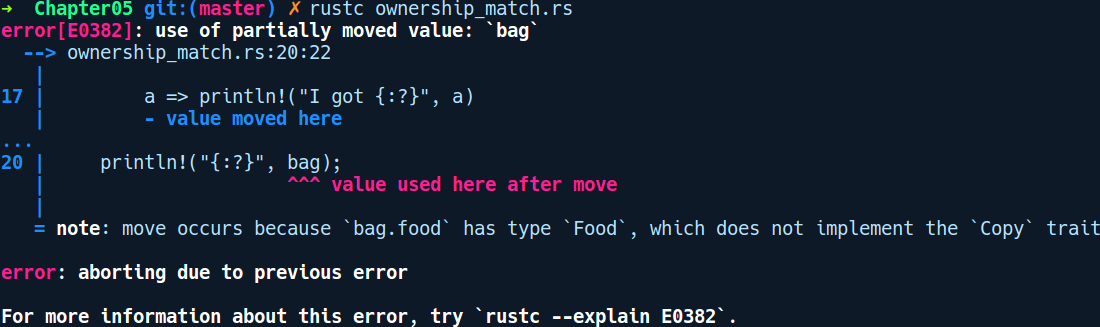 ➜  Chapter05 git:(master) ✗ rustc ownership_match.rs
error[E0382]: use of partially moved value: `bag`
  --> ownership_match.rs:20:22
   |
17 |         a => println!("I got {:?}", a)
   |         - value moved here
...
20 |     println!("{:?}", bag);
   |                      ^^^ value used here after move
   |
   = note: move occurs because `bag.food` has type `Food`, which does not implement the `Copy` trait

error: aborting due to previous error

For more information about this error, try `rustc --explain E0382`.